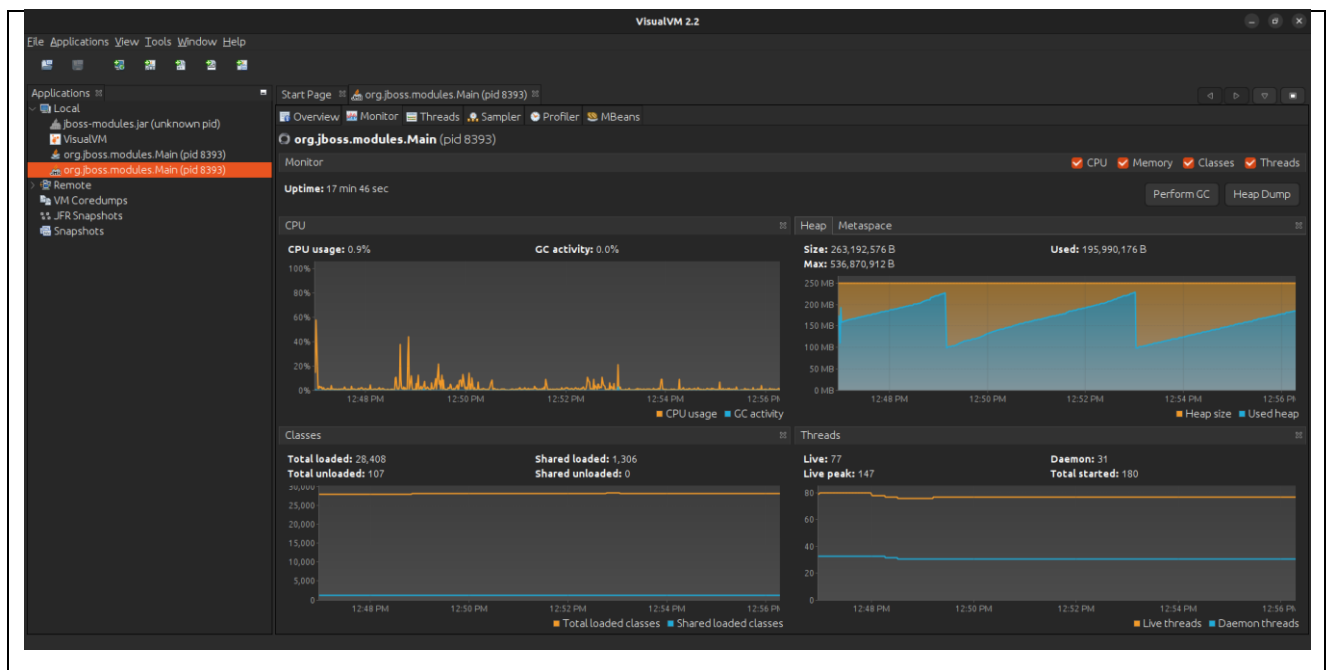 VisualVM 2.2
File Applications View Tools Window Help
Applications
Start Page org.jboss.modules.Main (pid 8393)
Local
jboss-modules.jar (unknown pid)
VisualVM
org.jboss.modules.Main (pid 8393)
org.jboss.modules.Main (pid 8393)
Remote
VM Coredumps
JFR Snapshots
Snapshots
Overview Monitor Threads Sampler Profiler MBeans
org.jboss.modules.Main (pid 8393)
Monitor CPU Memory Classes Threads
Uptime: 17 min 46 sec Perform GC Heap Dump
CPU
CPU usage: 0.9% GC activity: 0.0%
100%
80%
60%
40%
20%
0%
12:48 PM 12:50 PM 12:52 PM 12:54 PM 12:56 PM
CPU usage GC activity
Heap Metaspace
Size: 263,192,576 B Used: 195,990,176 B
Max: 536,870,912 B
250 MB
200 MB
150 MB
100 MB
50 MB
0 MB
12:48 PM 12:50 PM 12:52 PM 12:54 PM 12:56 PM
Heap size Used heap
Classes
Total loaded: 28,408 Shared loaded: 1,306
Total unloaded: 107 Shared unloaded: 0
30,000
25,000
20,000
15,000
10,000
5,000
0
12:48 PM 12:50 PM 12:52 PM 12:54 PM 12:56 PM
Total loaded classes Shared loaded classes
Threads
Live: 77 Daemon: 31
Live peak: 147 Total started: 180
80
60
40
20
0
12:48 PM 12:50 PM 12:52 PM 12:54 PM 12:56 PM
Live threads Daemon threads